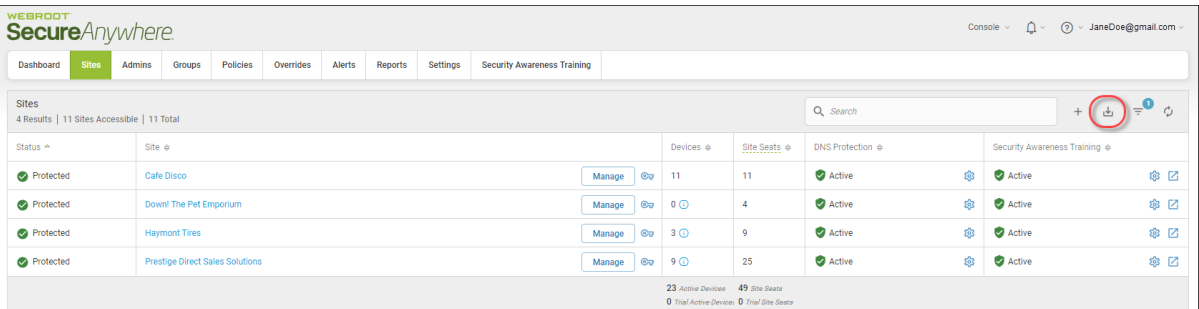 WEBROOT
SecureAnywhere.
Console
JaneDoe@gmail.com
Dashboard Sites Admins Groups Policies Overrides Alerts Reports Settings Security Awareness Training
Sites
4 Results | 11 Sites Accessible | 11 Total
Search
1
Status Site Devices Site Seats DNS Protection Security Awareness Training
Protected Cafe Disco Manage 11 11 Active Active
Protected Down! The Pet Emporium Manage 0 4 Active Active
Protected Haymont Tires Manage 3 9 Active Active
Protected Prestige Direct Sales Solutions Manage 9 25 Active Active
23 Active Devices 49 Site Seats
0 Trial Active Devices 0 Trial Site Seats